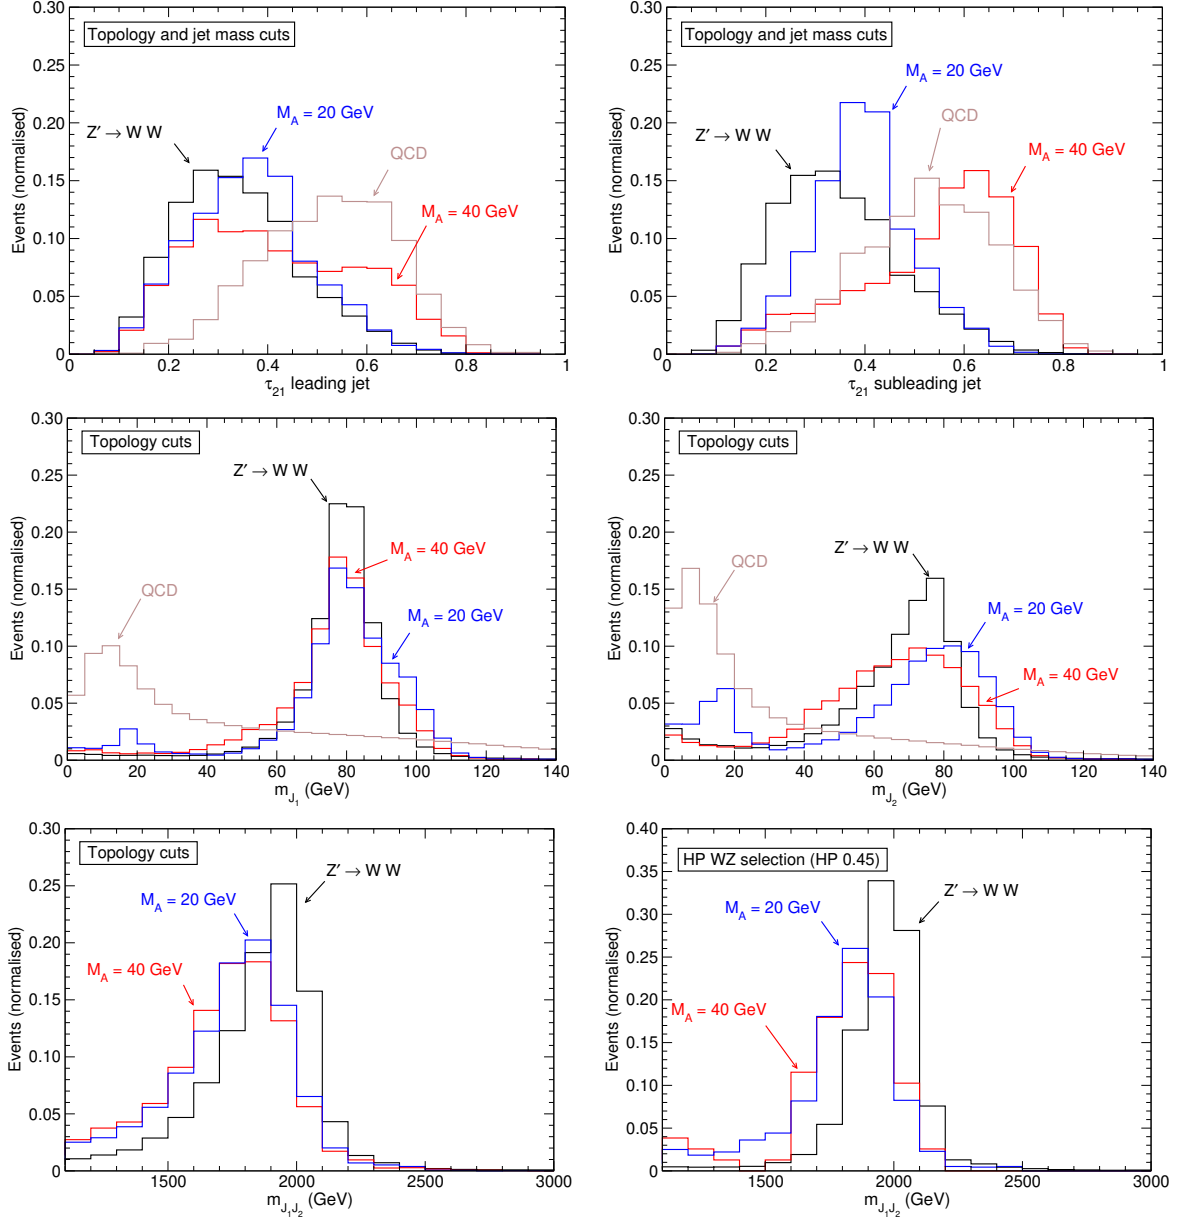 0.30
Topology and jet mass cuts
0.25
M_A = 20 GeV
0.20
Z′ → W W
QCD
0.15
M_A = 40 GeV
0.10
0.05
0
Events (normalised)
0.2 0.4 0.6 0.8 1
τ_21 leading jet
0.30
Topology and jet mass cuts
M_A = 20 GeV
0.25
0.20
Z′ → W W
QCD
M_A = 40 GeV
0.15
0.10
0.05
0
Events (normalised)
0.2 0.4 0.6 0.8 1
τ_21 subleading jet
0.30
Topology cuts
Z′ → W W
0.25
0.20
M_A = 40 GeV
QCD
0.15
M_A = 20 GeV
0.10
0.05
0
Events (normalised)
0 20 40 60 80 100 120 140
m_J_1 (GeV)
0.30
Topology cuts
0.25
0.20
Z′ → W W
QCD
0.15
M_A = 20 GeV
0.10
M_A = 40 GeV
0.05
0
Events (normalised)
0 20 40 60 80 100 120 140
m_J_2 (GeV)
0.30
Topology cuts
Z′ → W W
0.25
M_A = 20 GeV
0.20
M_A = 40 GeV
0.15
0.10
0.05
0
Events (normalised)
1500 2000 2500 3000
m_J_1J_2 (GeV)
0.40
HP WZ selection (HP 0.45)
0.35
Z′ → W W
M_A = 20 GeV
0.30
0.25
0.20
M_A = 40 GeV
0.15
0.10
0.05
0
Events (normalised)
1500 2000 2500 3000
m_J_1J_2 (GeV)